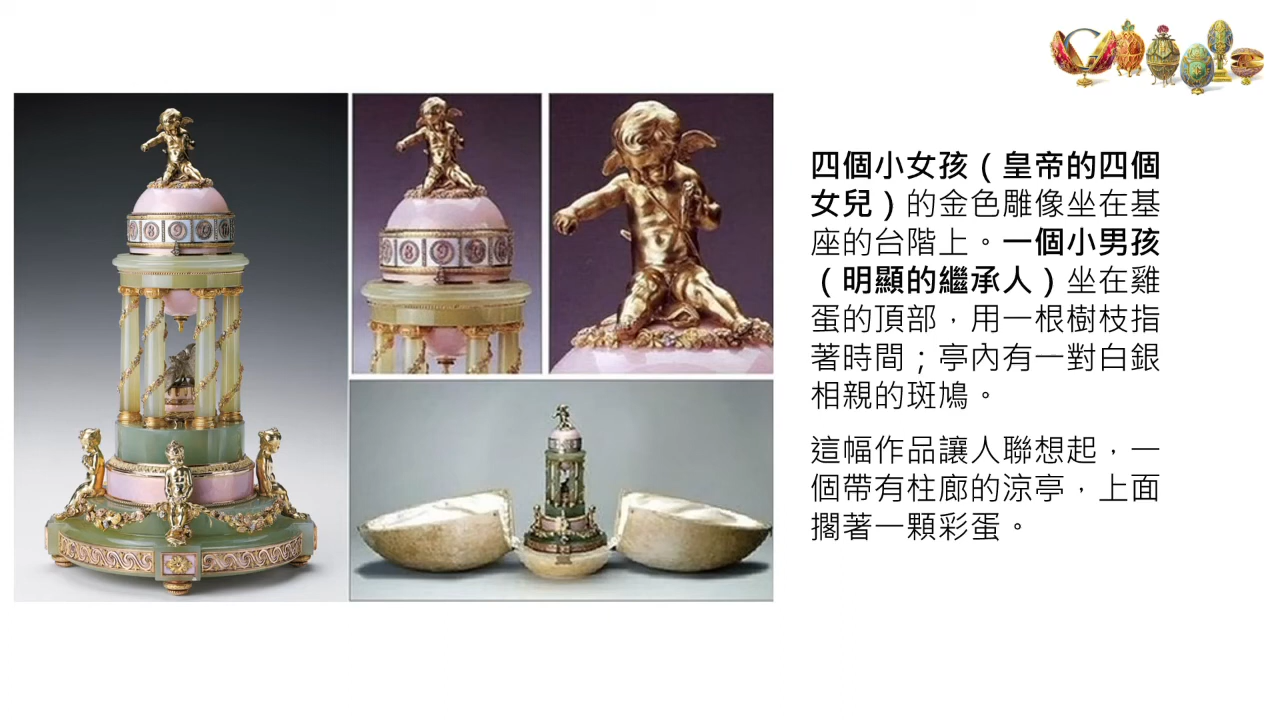 四個小女孩（皇帝的四個
女兒）的金色雕像坐在基
座的台階上。一個小男孩
（明顯的繼承人）坐在雞
蛋的頂部，用一根樹枝指
著時間；亭內有一對白銀
相親的斑鳩。
這幅作品讓人聯想起，一
個帶有柱廊的涼亭，上面
擱著一顆彩蛋。